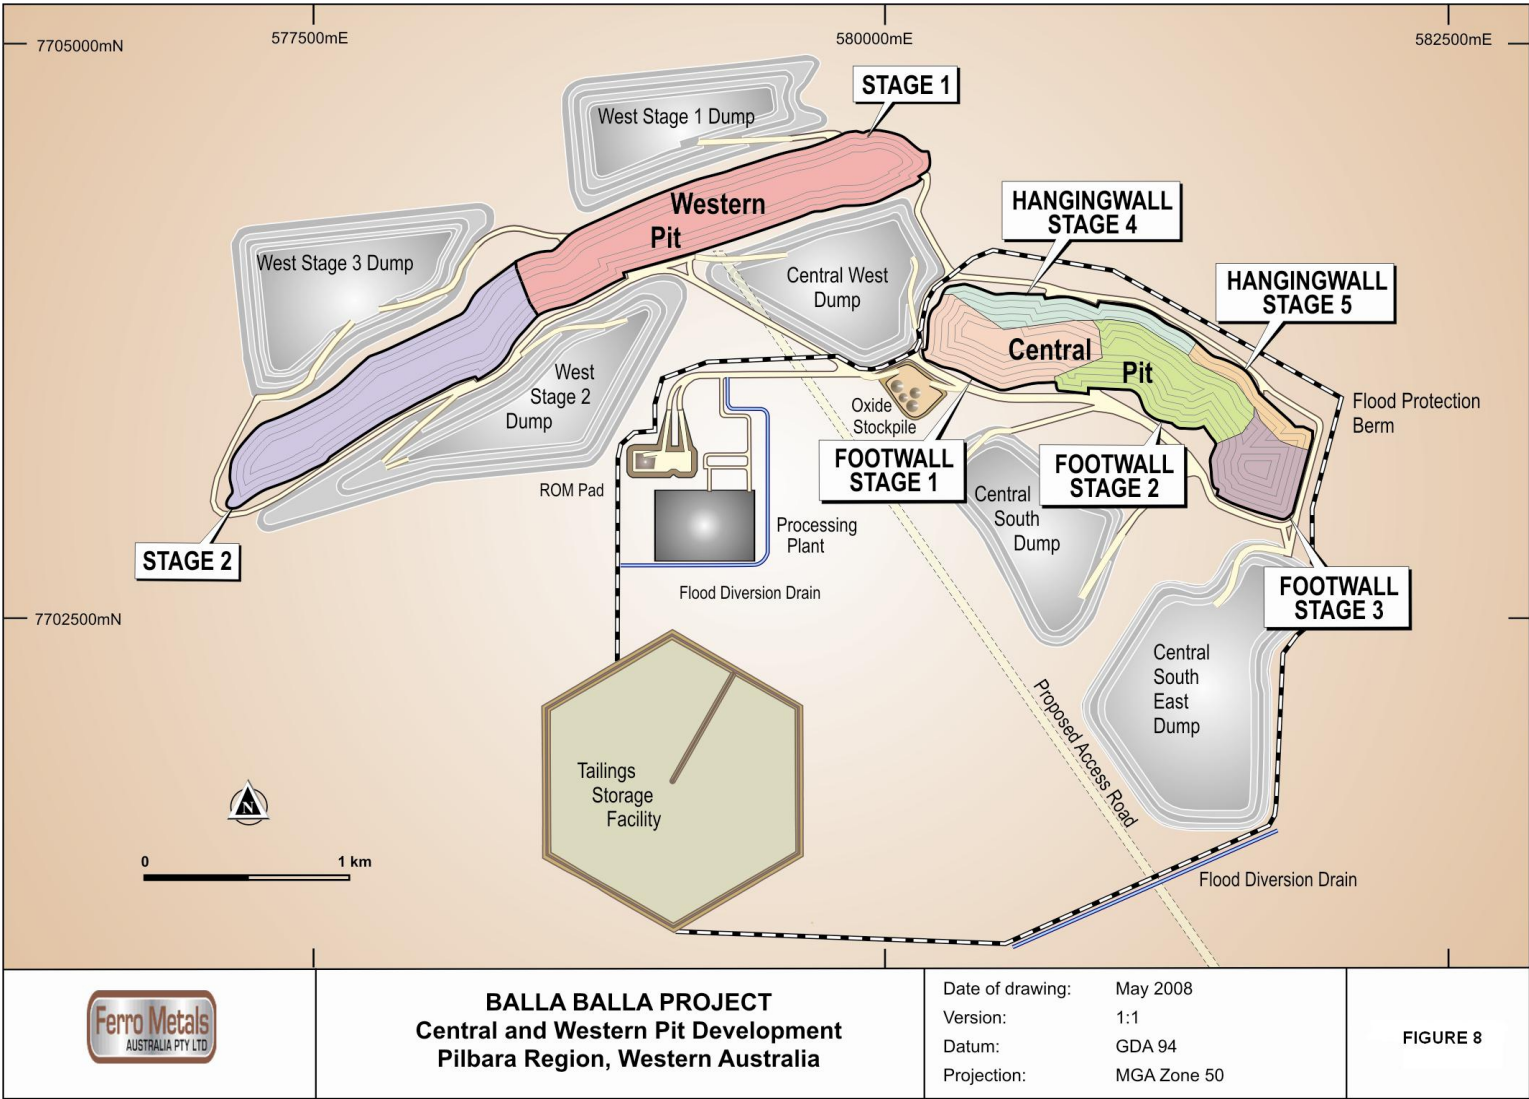 577500mE
580000mE
582500mE
7705000mN
STAGE 1
West Stage 1 Dump
Western
Pit
HANGINGWALL
STAGE 4
West Stage 3 Dump
Central West
Dump
HANGINGWALL
STAGE 5
Central
Pit
West
Stage 2
Dump
Oxide
Stockpile
Flood Protection
Berm
FOOTWALL
STAGE 1
FOOTWALL
STAGE 2
ROM Pad
Central
South
Dump
Processing
Plant
STAGE 2
Flood Diversion Drain
FOOTWALL
STAGE 3
7702500mN
Central
South
East
Dump
Proposed Access Road
Tailings
Storage
Facility
N
0
1 km
Flood Diversion Drain
Ferro Metals
AUSTRALIA PTY LTD
BALLA BALLA PROJECT
Central and Western Pit Development
Pilbara Region, Western Australia
Date of drawing: May 2008
Version: 1:1
Datum: GDA 94
Projection: MGA Zone 50
FIGURE 8